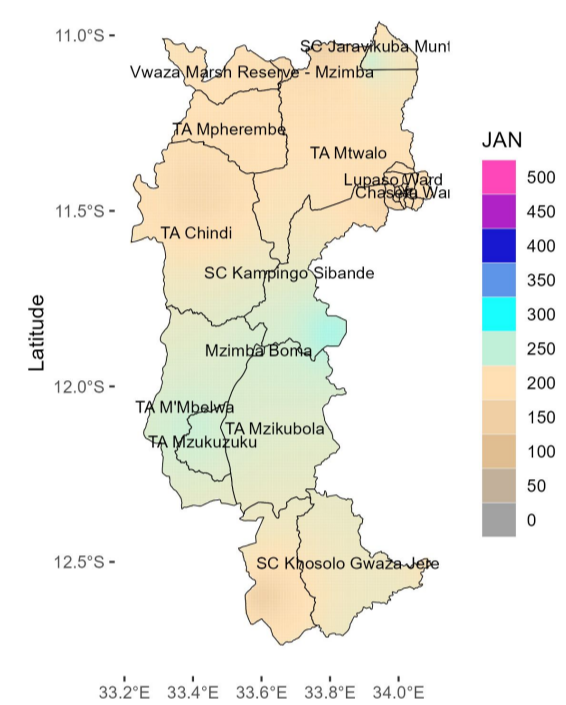 11.0°S
SC Jaravikuba Munt
Vwaza Marsh Reserve - Mzimba
TA Mpherembe
TA Mtwalo
Lupaso Ward
Chasefa War
11.5°S
TA Chindi
SC Kampingo Sibande
Mzimba Boma
12.0°S
TA M'Mbelwa
TA Mzikubola
TA Mzukuzuku
12.5°S
SC Khosolo Gwaza Jere
33.2°E 33.4°E 33.6°E 33.8°E 34.0°E
Latitude
JAN
500
450
400
350
300
250
200
150
100
50
0